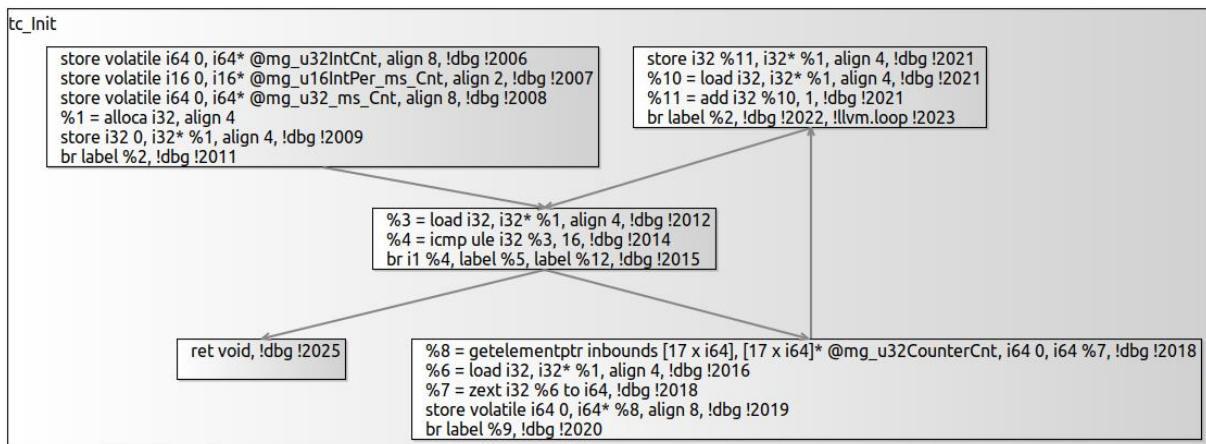 tc_Init
store volatile i64 0, i64* @mg_u32IntCnt, align 8, !dbg !2006
store volatile i16 0, i16* @mg_u16IntPer_ms_Cnt, align 2, !dbg !2007
store volatile i64 0, i64* @mg_u32_ms_Cnt, align 8, !dbg !2008
%1 = alloca i32, align 4
store i32 0, i32* %1, align 4, !dbg !2009
br label %2, !dbg !2011
store i32 %11, i32* %1, align 4, !dbg !2021
%10 = load i32, i32* %1, align 4, !dbg !2021
%11 = add i32 %10, 1, !dbg !2021
br label %2, !dbg !2022, !llvm.loop !2023
%3 = load i32, i32* %1, align 4, !dbg !2012
%4 = icmp ule i32 %3, 16, !dbg !2014
br i1 %4, label %5, label %12, !dbg !2015
ret void, !dbg !2025
%8 = getelementptr inbounds [17 x i64], [17 x i64]* @mg_u32CounterCnt, i64 0, i64 %7, !dbg !2018
%6 = load i32, i32* %1, align 4, !dbg !2016
%7 = zext i32 %6 to i64, !dbg !2018
store volatile i64 0, i64* %8, align 8, !dbg !2019
br label %9, !dbg !2020